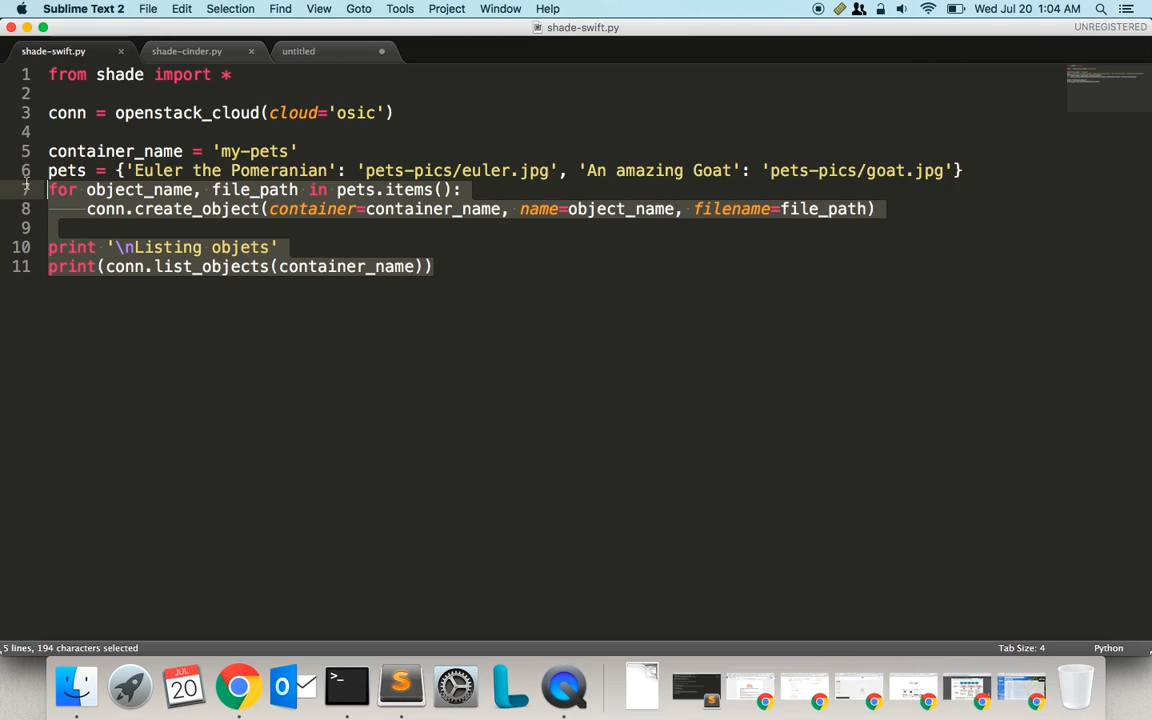 Sublime Text 2 File Edit Selection Find View Goto Tools Project Window Help Wed Jul 20 1:04 AM
shade-swift.py UNREGISTERED
shade-swift.py × shade-cinder.py × untitled
1 from shade import *
2
3 conn = openstack_cloud(cloud='osic')
4
5 container_name = 'my-pets'
6 pets = {'Euler the Pomeranian': 'pets-pics/euler.jpg', 'An amazing Goat': 'pets-pics/goat.jpg'}
7 for object_name, file_path in pets.items():
8 conn.create_object(container=container_name, name=object_name, filename=file_path)
9
10 print '\nListing objets'
11 print(conn.list_objects(container_name))
5 lines, 194 characters selected Tab Size: 4 Python
JUL
20